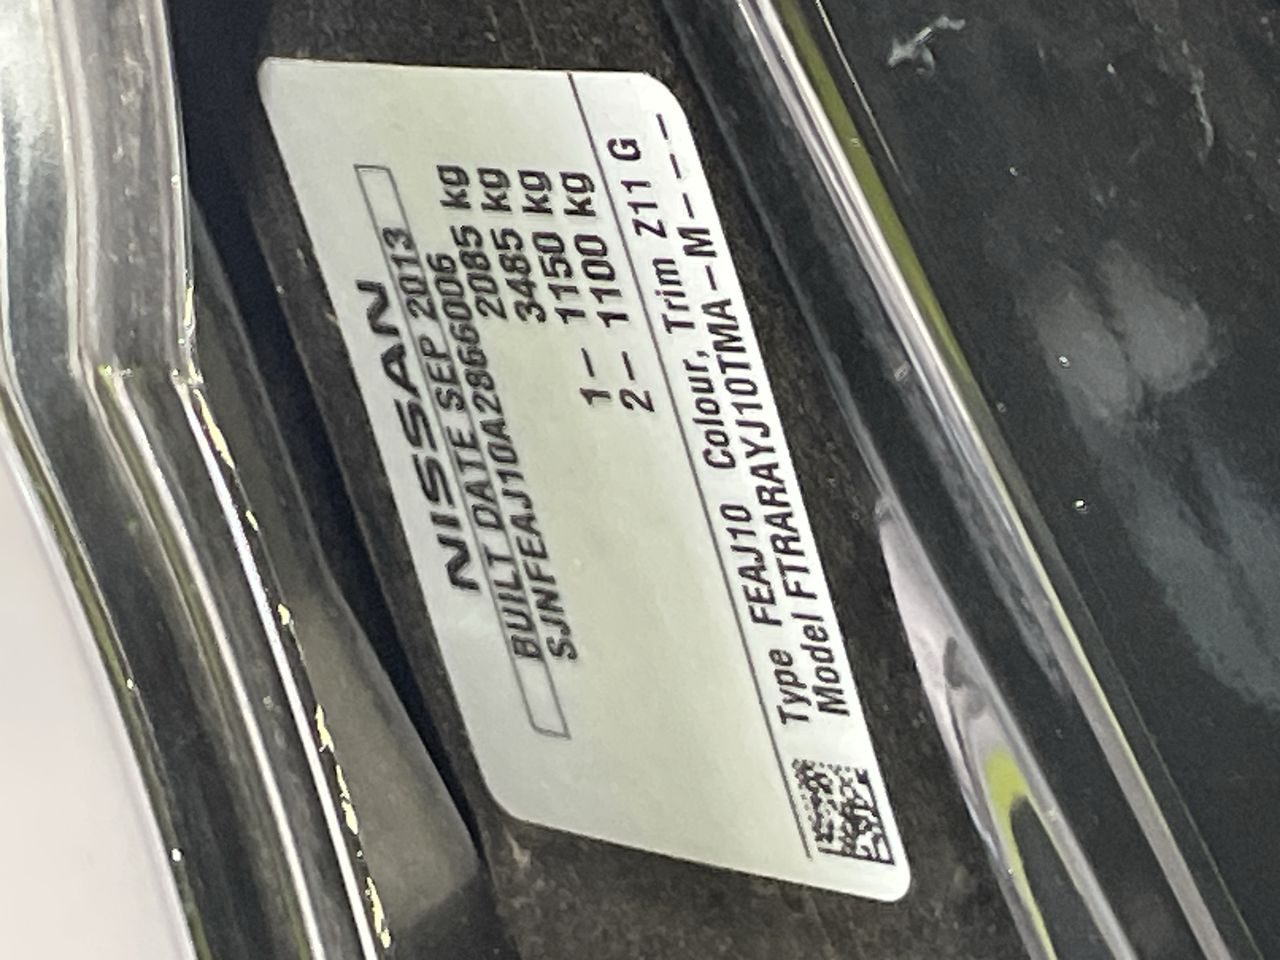 NISSAN
BUILT DATE SEP 2013
SJNFEAJ10A2866006
2085 kg
3485 kg
1 – 1150 kg
2 – 1100 kg
Type FEAJ10 Colour, Trim Z11 G
Model FTRARAYJ10TMA–M–––